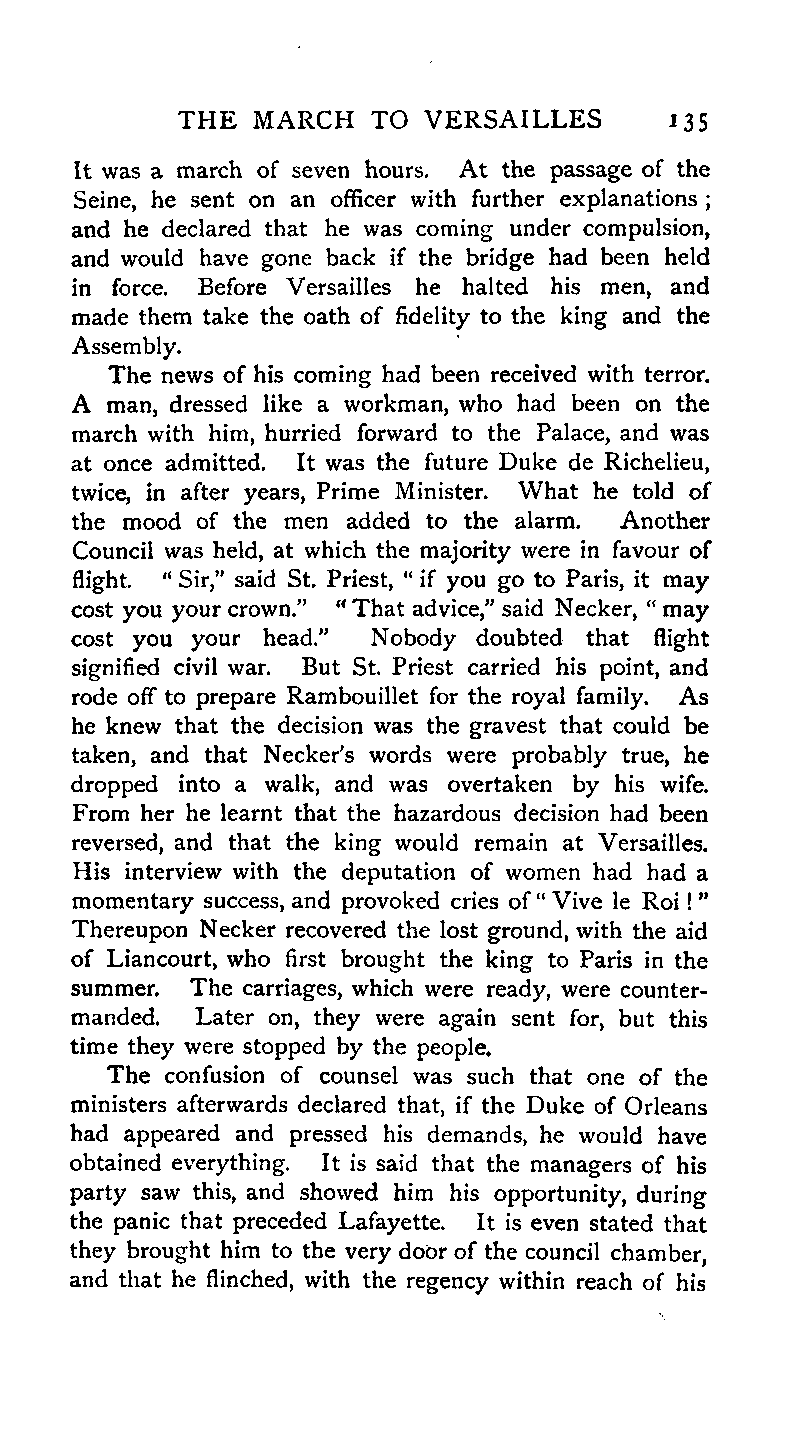 THE MARCH TO VERSAILLES 135
It was a march of seven hours. At the passage of the
Seine, he sent on an officer with further explanations ;
and he declared that he was coming under compulsion,
and would have gone back if the bridge had been held
in force. Before Versailles he halted his men, and
made them take the oath of fidelity to the king and the
Assembly.
The news of his coming had been received with terror.
A man, dressed like a workman, who had been on the
march with him, hurried forward to the Palace, and was
at once admitted. It was the future Duke de Richelieu,
twice, in after years, Prime Minister. What he told of
the mood of the men added to the alarm. Another
Council was held, at which the majority were in favour of
flight. “ Sir,” said St. Priest, “ if you go to Paris, it may
cost you your crown.” “ That advice,” said Necker, “ may
cost you your head.” Nobody doubted that flight
signified civil war. But St. Priest carried his point, and
rode off to prepare Rambouillet for the royal family. As
he knew that the decision was the gravest that could be
taken, and that Necker's words were probably true, he
dropped into a walk, and was overtaken by his wife.
From her he learnt that the hazardous decision had been
reversed, and that the king would remain at Versailles.
His interview with the deputation of women had had a
momentary success, and provoked cries of “ Vive le Roi ! ”
Thereupon Necker recovered the lost ground, with the aid
of Liancourt, who first brought the king to Paris in the
summer. The carriages, which were ready, were counter-
manded. Later on, they were again sent for, but this
time they were stopped by the people.
The confusion of counsel was such that one of the
ministers afterwards declared that, if the Duke of Orleans
had appeared and pressed his demands, he would have
obtained everything. It is said that the managers of his
party saw this, and showed him his opportunity, during
the panic that preceded Lafayette. It is even stated that
they brought him to the very door of the council chamber,
and that he flinched, with the regency within reach of his